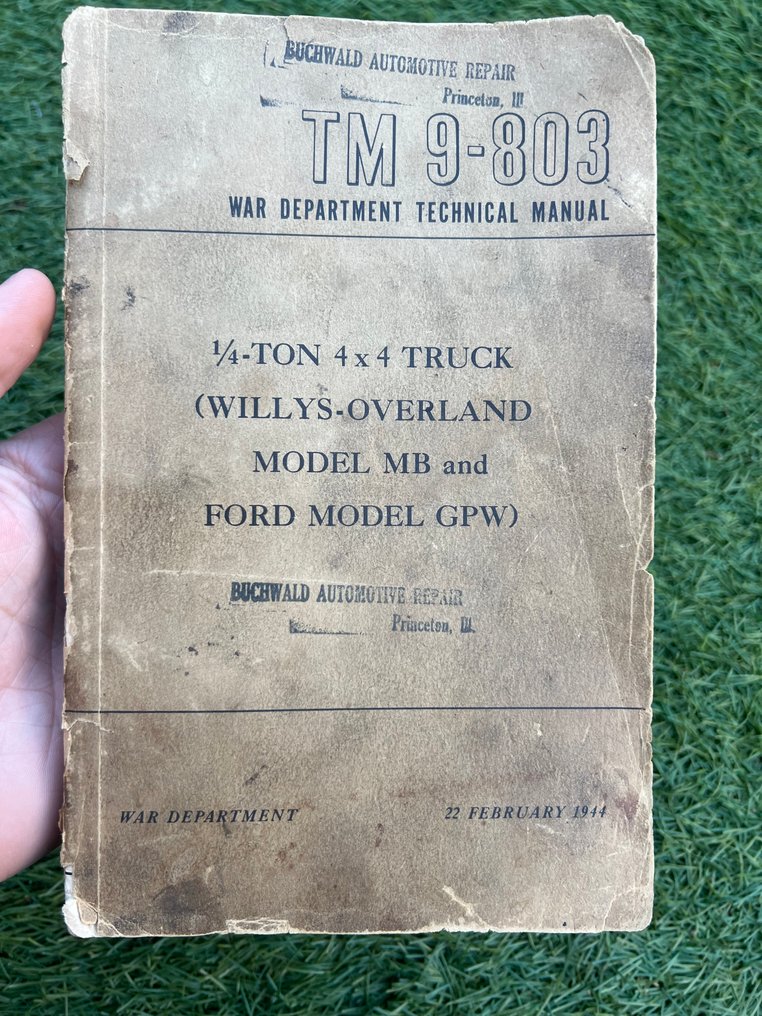 BUCHWALD AUTOMOTIVE REPAIR
Princeton, Ill
TM 9-803
WAR DEPARTMENT TECHNICAL MANUAL
¼-TON 4 x 4 TRUCK
(WILLYS-OVERLAND
MODEL MB and
FORD MODEL GPW)
BUCHWALD AUTOMOTIVE REPAIR
Princeton, Ill.
WAR DEPARTMENT 22 FEBRUARY 1944